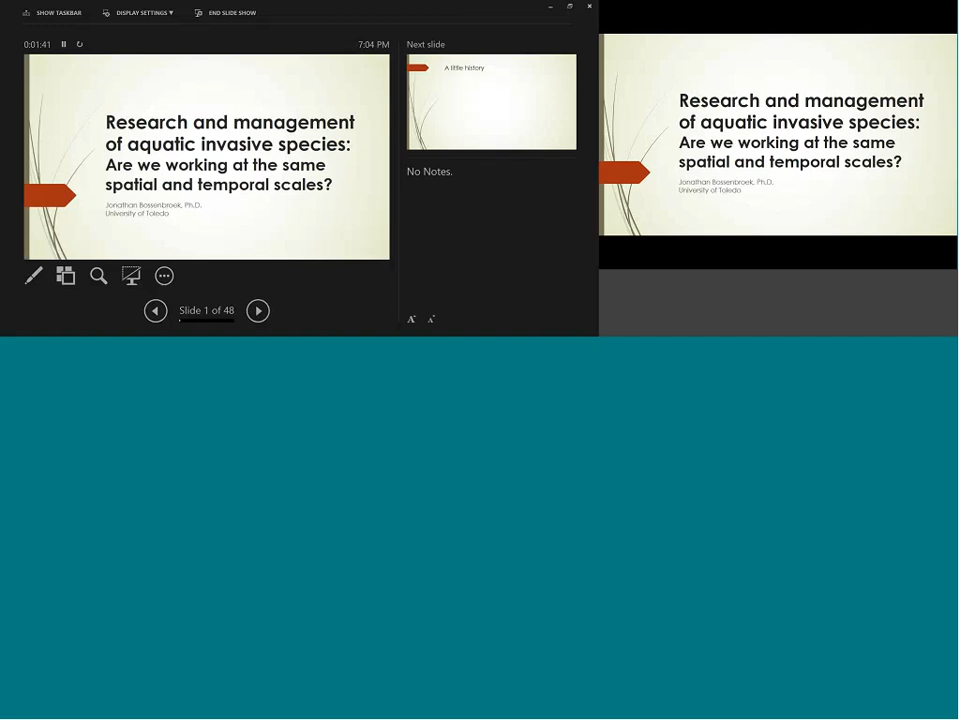 SHOW TASKBAR
DISPLAY SETTINGS ▼
END SLIDE SHOW
0:01:41
7:04 PM
Research and management
of aquatic invasive species:
Are we working at the same
spatial and temporal scales?
Jonathan Bossenbroek, Ph.D.
University of Toledo
Slide 1 of 48
Next slide
A little history
No Notes.
A
A
Research and management
of aquatic invasive species:
Are we working at the same
spatial and temporal scales?
Jonathan Bossenbroek, Ph.D.
University of Toledo